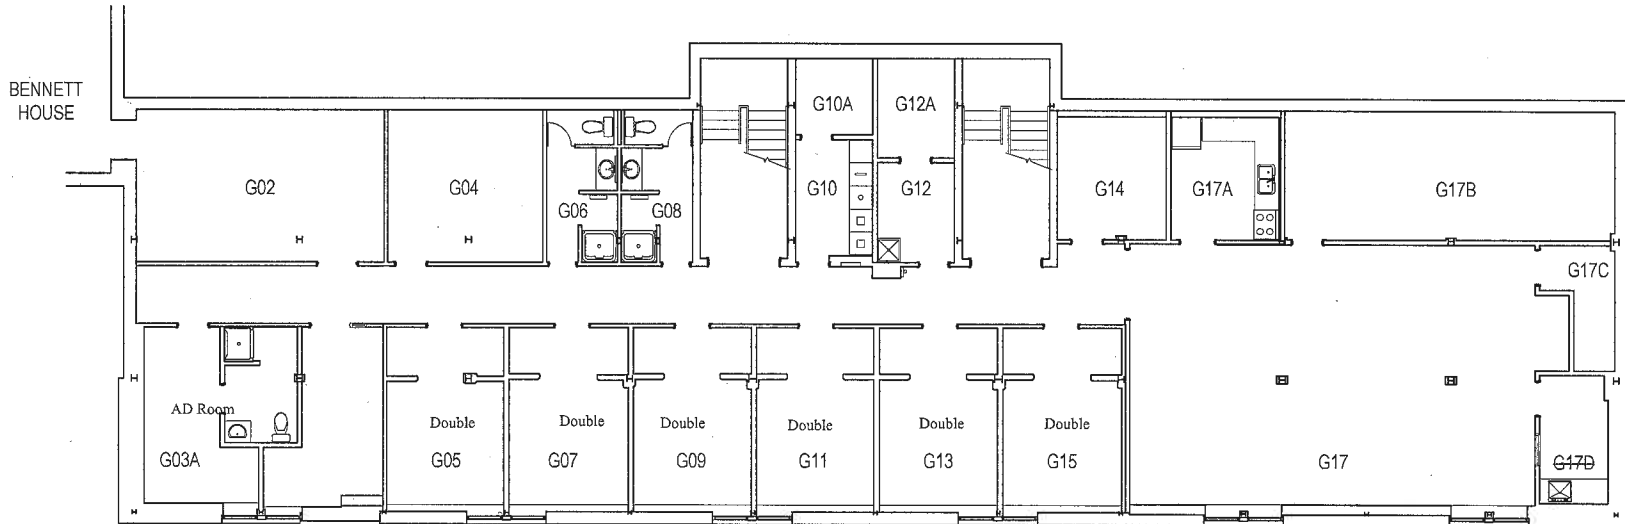 BENNETT
HOUSE
G02
G04
G06
G08
G10A
G10
G12A
G12
G14
G17A
G17B
G17C
AD Room
G03A
Double
G05
Double
G07
Double
G09
Double
G11
Double
G13
Double
G15
G17
G17D